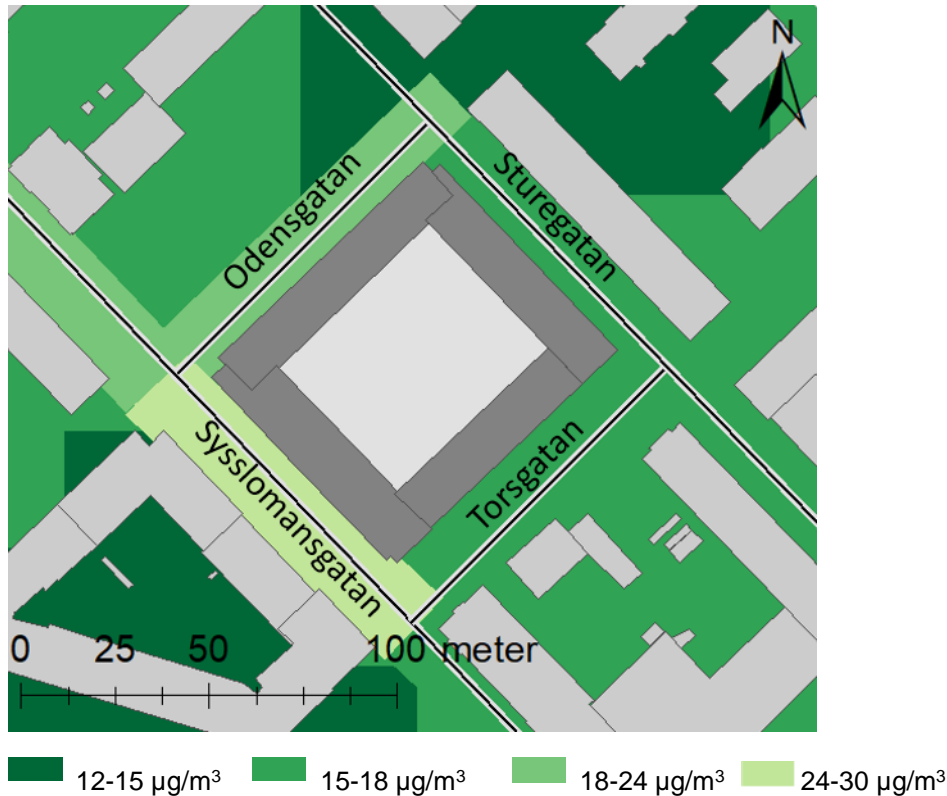 N
Odensgatan
Sturegatan
Torsgatan
Sysslomansgatan
0 25 50 100 meter
12-15 µg/m³ 15-18 µg/m³ 18-24 µg/m³ 24-30 µg/m³